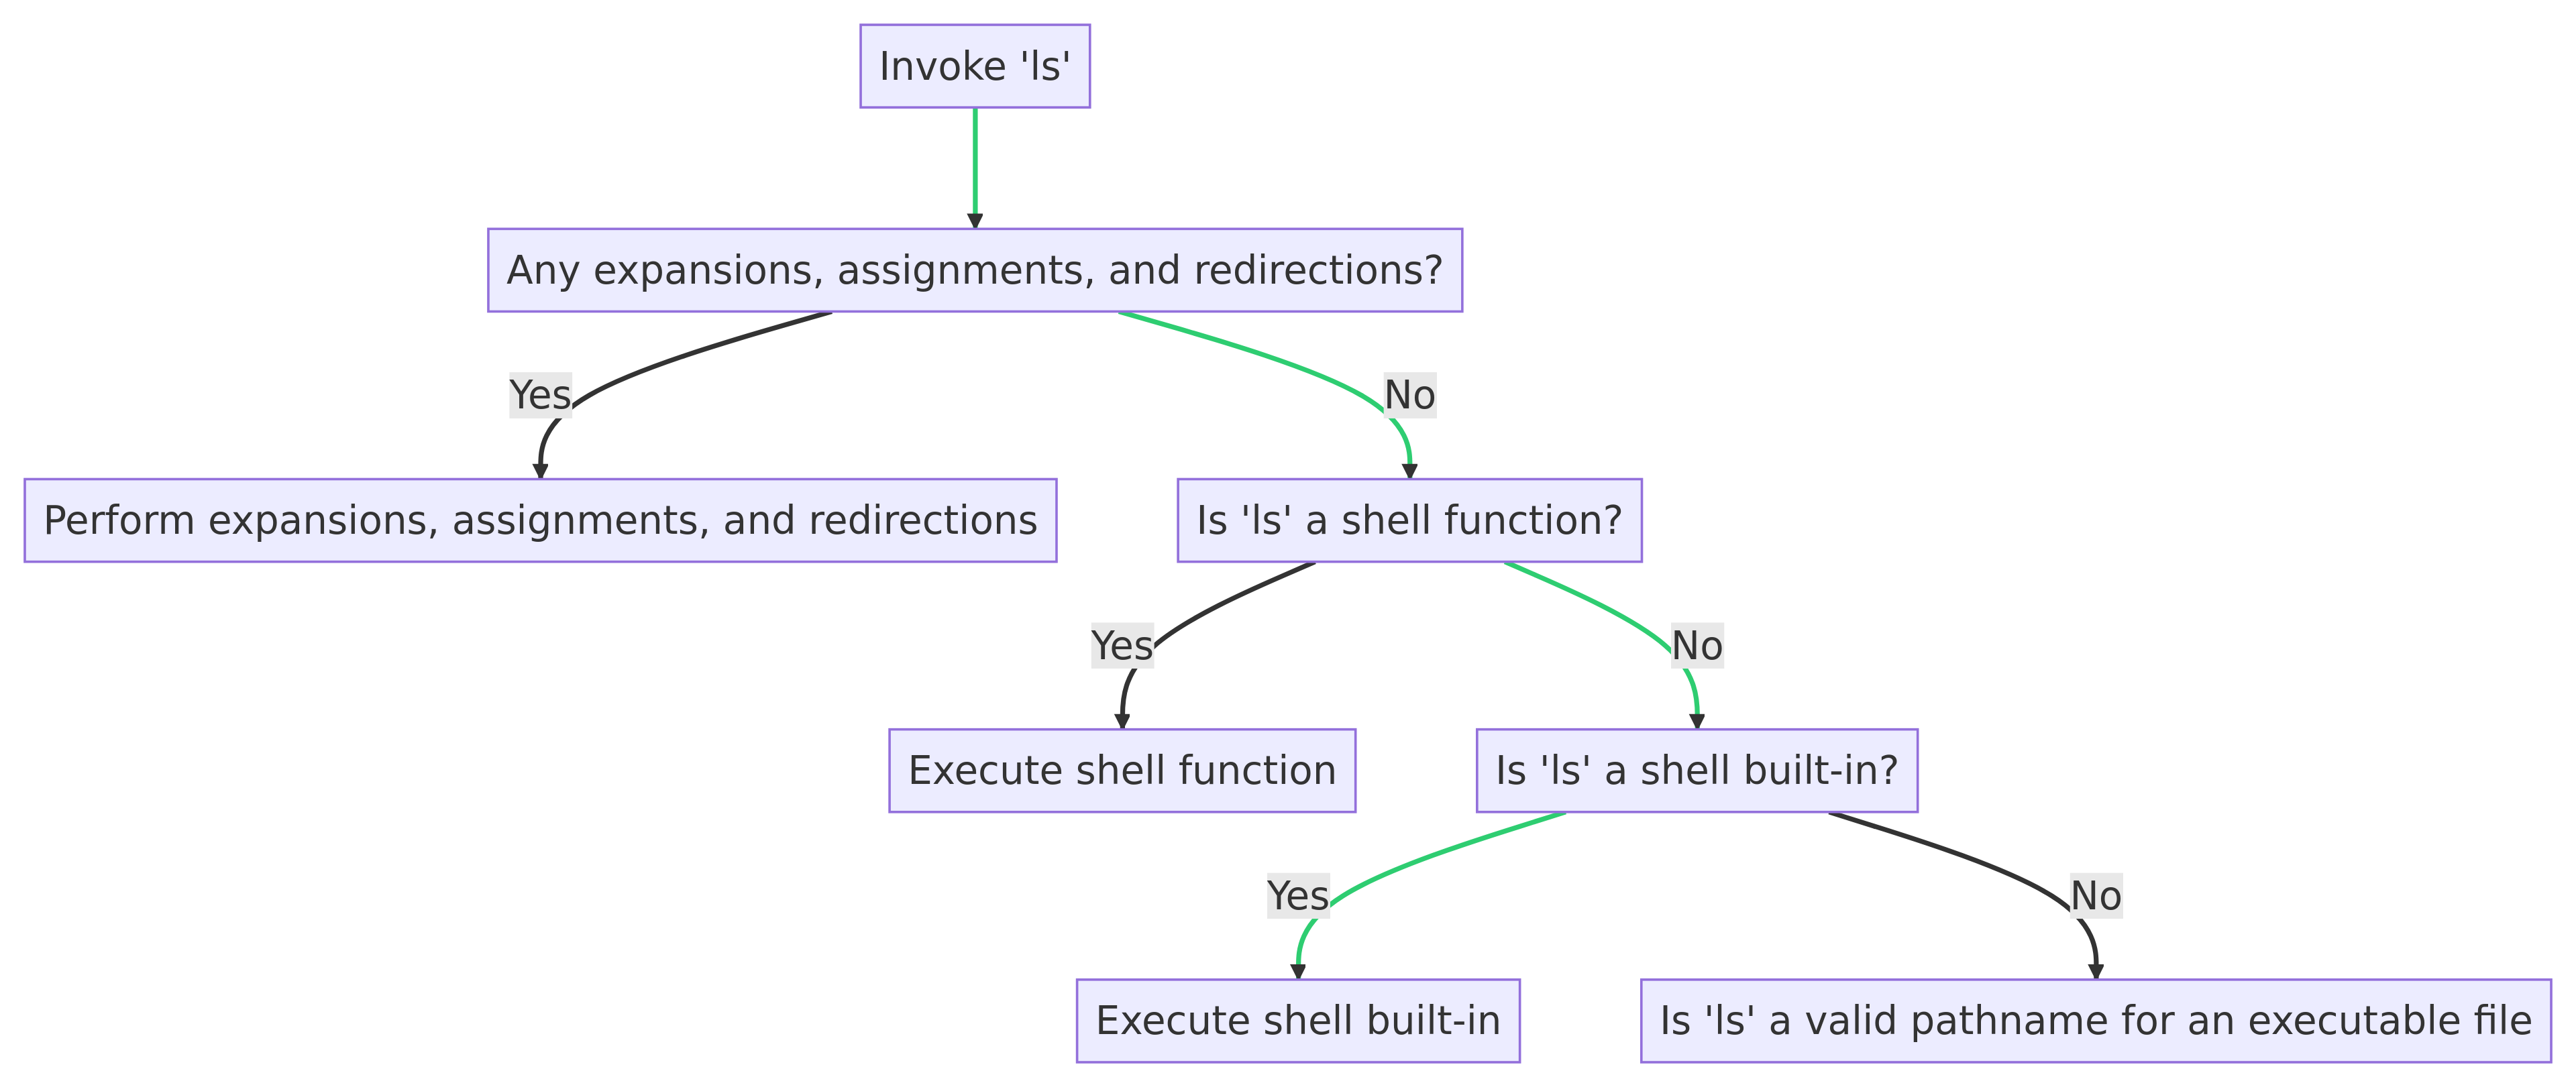 Invoke 'ls'
Any expansions, assignments, and redirections?
Yes
No
Perform expansions, assignments, and redirections
Is 'ls' a shell function?
Yes
No
Execute shell function
Is 'ls' a shell built-in?
Yes
No
Execute shell built-in
Is 'ls' a valid pathname for an executable file